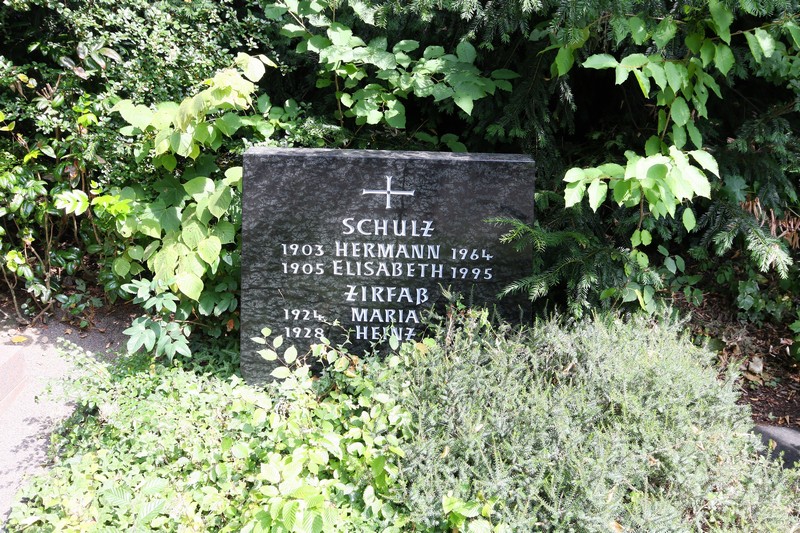 SCHULZ
1903 HERMANN 1964
1905 ELISABETH 1995
ZIRFAß
1924 MARIA
1928 HEINZ